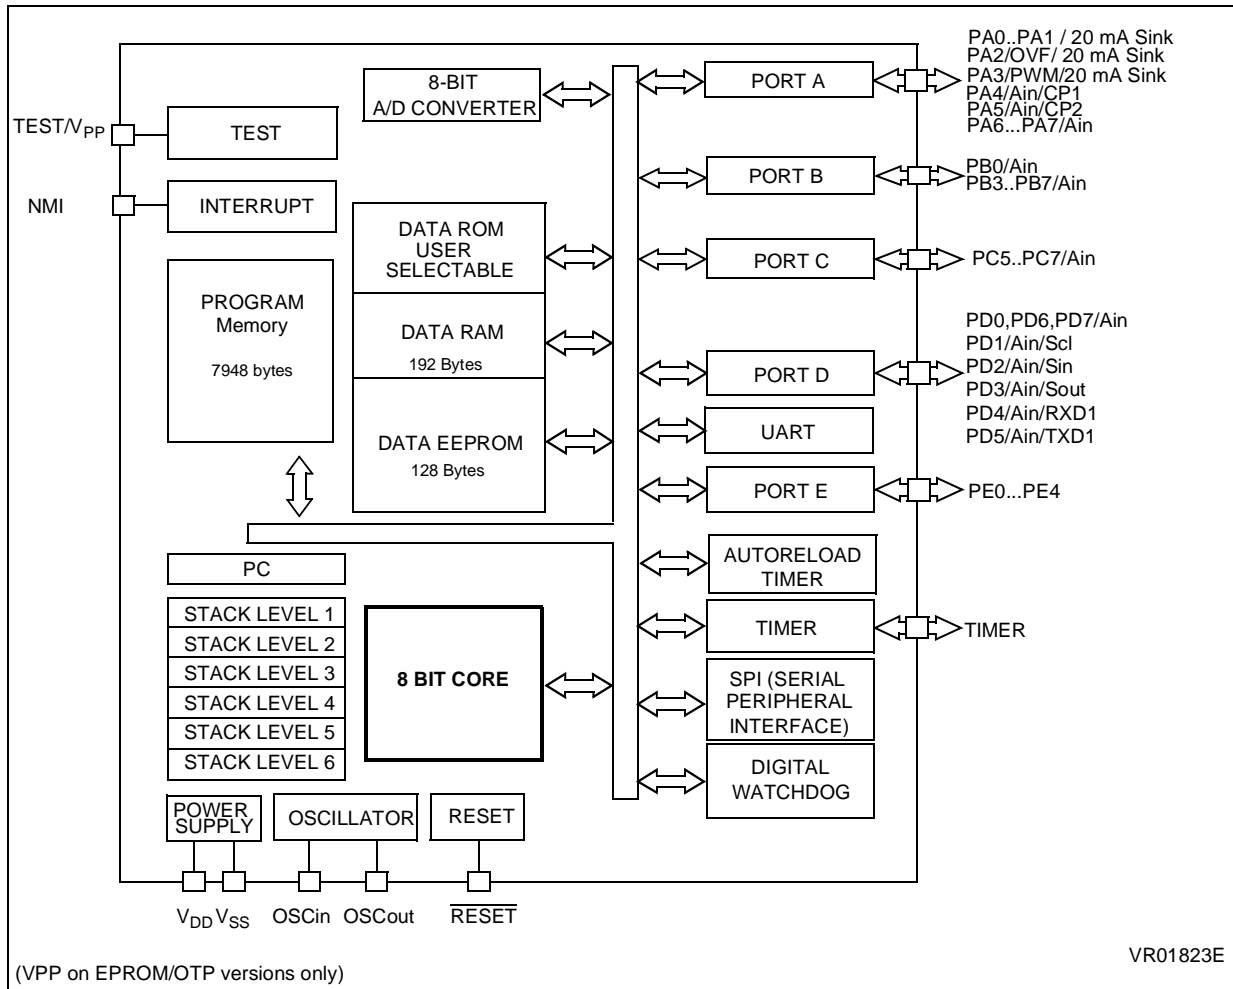 TEST/VPP
NMI
TEST
INTERRUPT
PROGRAM
Memory
7948 bytes
8-BIT
A/D CONVERTER
DATA ROM
USER
SELECTABLE
DATA RAM
192 Bytes
DATA EEPROM
128 Bytes
PC
STACK LEVEL 1
STACK LEVEL 2
STACK LEVEL 3
STACK LEVEL 4
STACK LEVEL 5
STACK LEVEL 6
8 BIT CORE
POWER
SUPPLY
OSCILLATOR
RESET
VDD VSS OSCin OSCout RESET
PORT A
PORT B
PORT C
PORT D
UART
PORT E
AUTORELOAD
TIMER
TIMER
SPI (SERIAL
PERIPHERAL
INTERFACE)
DIGITAL
WATCHDOG
PA0..PA1 / 20 mA Sink
PA2/OVF/ 20 mA Sink
PA3/PWM/20 mA Sink
PA4/Ain/CP1
PA5/Ain/CP2
PA6...PA7/Ain
PB0/Ain
PB3..PB7/Ain
PC5..PC7/Ain
PD0,PD6,PD7/Ain
PD1/Ain/Scl
PD2/Ain/Sin
PD3/Ain/Sout
PD4/Ain/RXD1
PD5/Ain/TXD1
PE0...PE4
TIMER
(VPP on EPROM/OTP versions only)
VR01823E